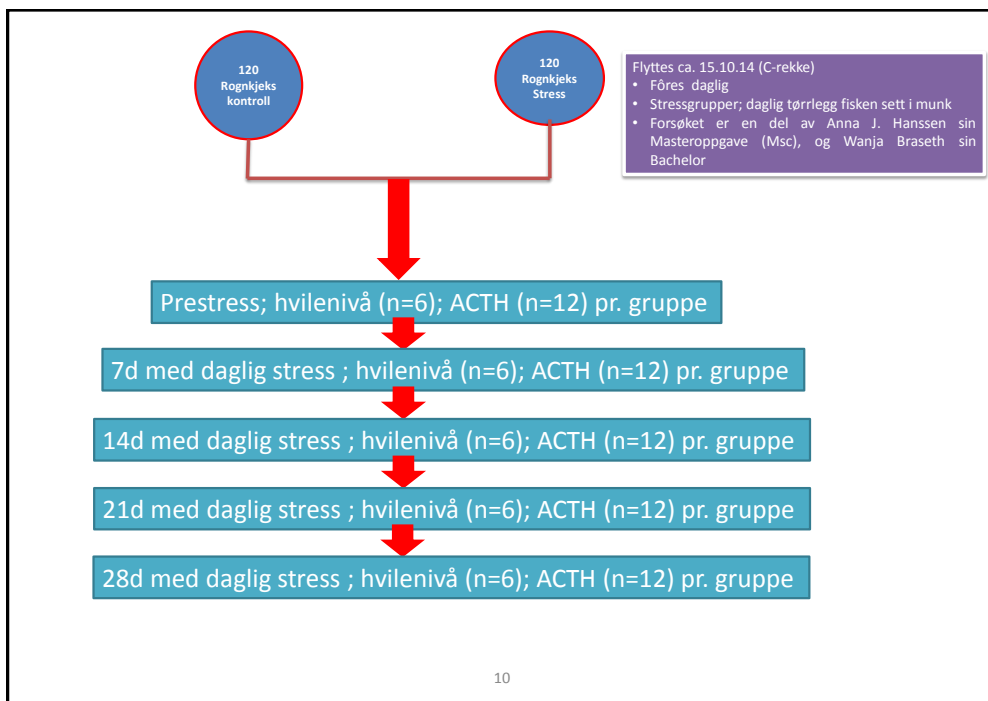 120
Rognkjeks
kontroll
120
Rognkjeks
Stress
Flyttes ca. 15.10.14 (C-rekke)
• Fôres daglig
• Stressgrupper; daglig tørrlegg fisken sett i munk
• Forsøket er en del av Anna J. Hanssen sin
Masteroppgave (Msc), og Wanja Braseth sin
Bachelor
Prestress; hvilenivå (n=6); ACTH (n=12) pr. gruppe
7d med daglig stress ; hvilenivå (n=6); ACTH (n=12) pr. gruppe
14d med daglig stress ; hvilenivå (n=6); ACTH (n=12) pr. gruppe
21d med daglig stress ; hvilenivå (n=6); ACTH (n=12) pr. gruppe
28d med daglig stress ; hvilenivå (n=6); ACTH (n=12) pr. gruppe
10